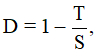 D = 1 – T/S,